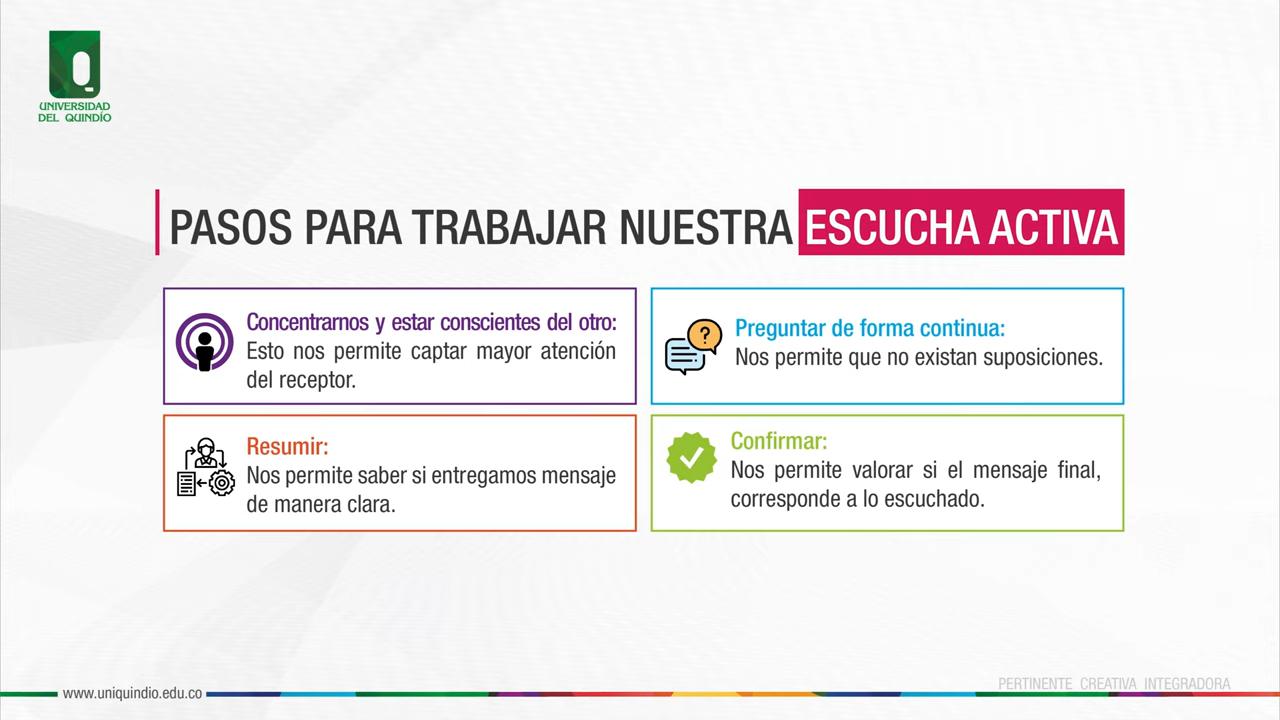 UNIVERSIDAD
DEL QUINDÍO
PASOS PARA TRABAJAR NUESTRA ESCUCHA ACTIVA
Concentrarnos y estar conscientes del otro:
Esto nos permite captar mayor atención
del receptor.
Preguntar de forma continua:
Nos permite que no existan suposiciones.
Resumir:
Nos permite saber si entregamos mensaje
de manera clara.
Confirmar:
Nos permite valorar si el mensaje final,
corresponde a lo escuchado.
www.uniquindio.edu.co
PERTINENTE CREATIVA INTEGRADORA